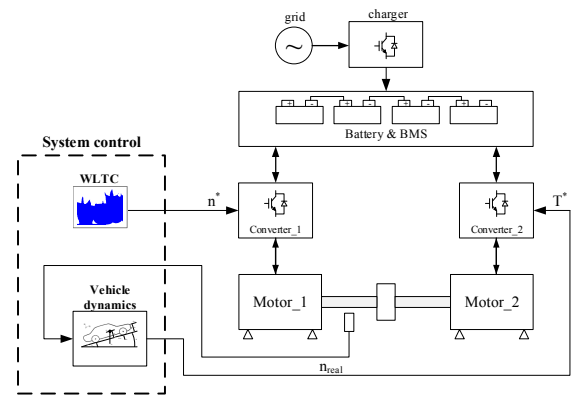 grid
charger
~
+ - + - + - + -
Battery & BMS
System control
WLTC
n*
T*
Converter_1
Converter_2
Vehicle
dynamics
Motor_1
Motor_2
n_real